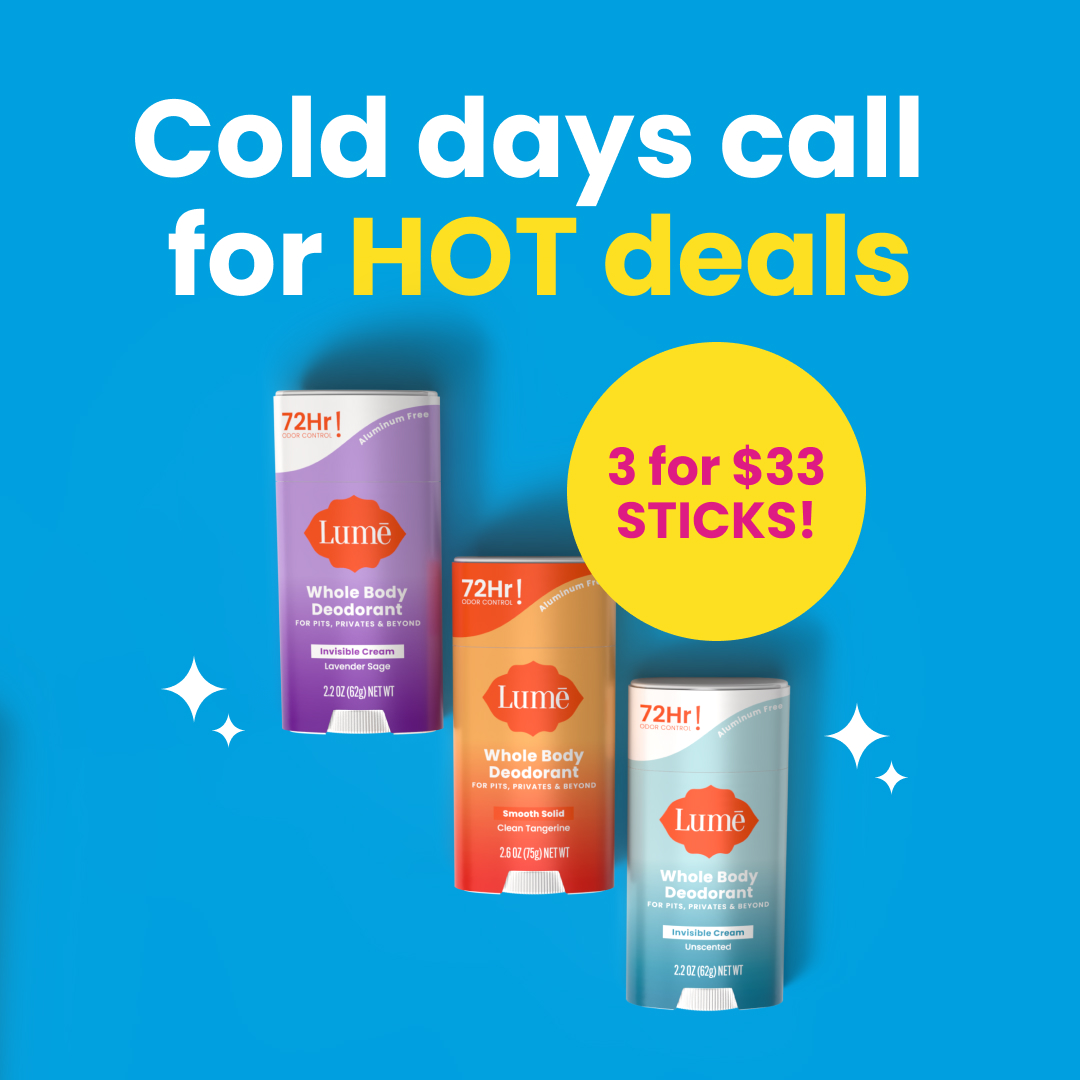 Cold days call
for HOT deals
3 for $33
STICKS!
72Hr!
ODOR CONTROL
Aluminum Free
Lumē
Whole Body
Deodorant
FOR PITS, PRIVATES & BEYOND
Invisible Cream
Lavender Sage
2.2 OZ (62g) NET WT
72Hr!
ODOR CONTROL
Aluminum Fr
Lumē
Whole Body
Deodorant
FOR PITS, PRIVATES & BEYOND
Smooth Solid
Clean Tangerine
2.6 OZ (75g) NET WT
72Hr!
ODOR CONTROL
Aluminum Free
Lumē
Whole Body
Deodorant
FOR PITS, PRIVATES & BEYOND
Invisible Cream
Unscented
2.2 OZ (62g) NET WT